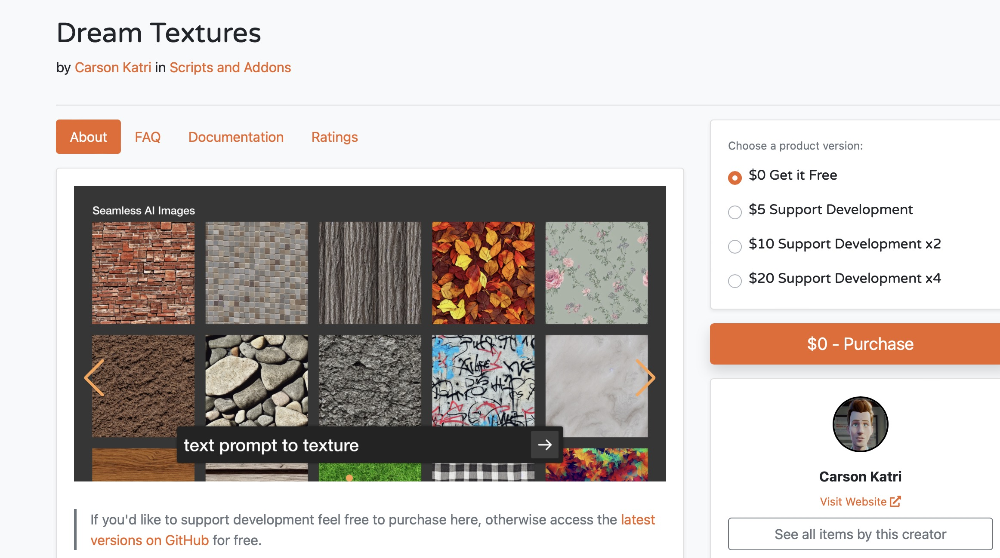 Dream Textures
by Carson Katri in Scripts and Addons
About
FAQ
Documentation
Ratings
Seamless AI Images
text prompt to texture
If you'd like to support development feel free to purchase here, otherwise access the latest
versions on GitHub for free.
Choose a product version:
$0 Get it Free
$5 Support Development
$10 Support Development x2
$20 Support Development x4
$0 - Purchase
Carson Katri
Visit Website
See all items by this creator